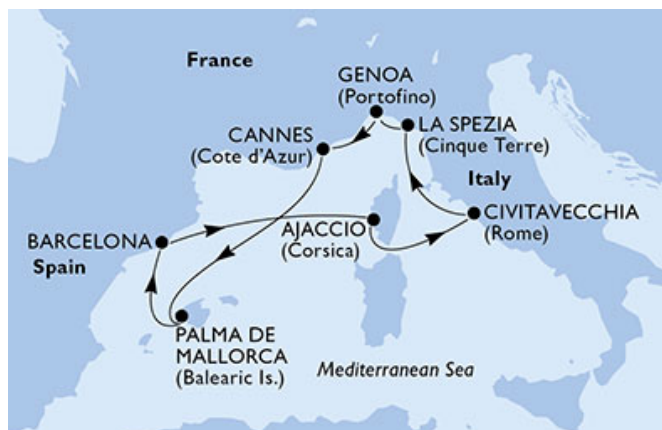 France
GENOA
(Portofino)
LA SPEZIA
(Cinque Terre)
CANNES
(Cote d'Azur)
Italy
CIVITAVECCHIA
(Rome)
AJACCIO
(Corsica)
BARCELONA
Spain
PALMA DE
MALLORCA
(Balearic Is.)
Mediterranean Sea